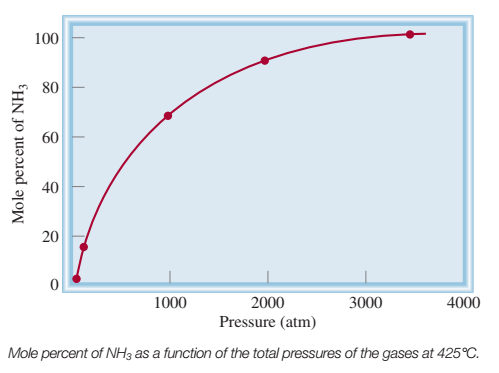 Mole percent of NH₃
100
80
60
40
20
0
1000 2000 3000 4000
Pressure (atm)
Mole percent of NH₃ as a function of the total pressures of the gases at 425°C.